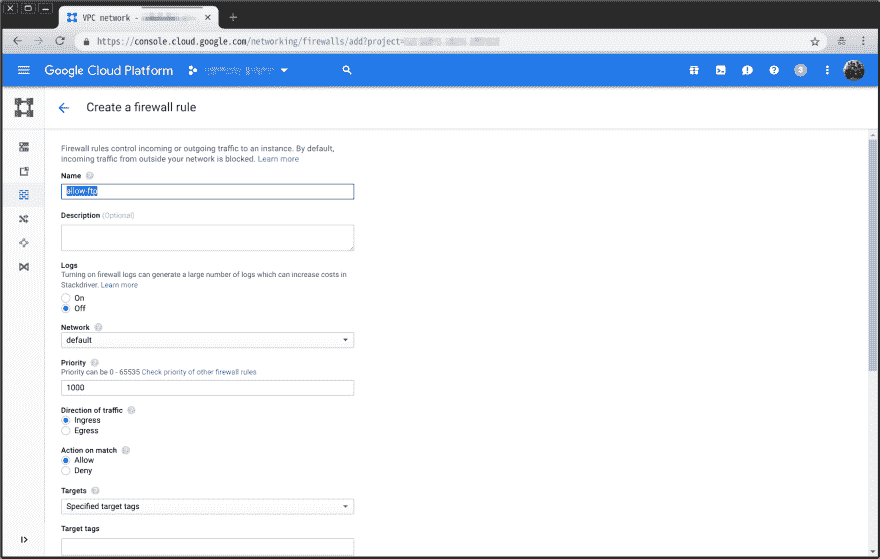 VPC network -
https://console.cloud.google.com/networking/firewalls/add?project=
Google Cloud Platform
3
Create a firewall rule
Firewall rules control incoming or outgoing traffic to an instance. By default,
incoming traffic from outside your network is blocked. Learn more
Name
allow-ftp
Description (Optional)
Logs
Turning on firewall logs can generate a large number of logs which can increase costs in
Stackdriver. Learn more
On
Off
Network
default
Priority
Priority can be 0 - 65535 Check priority of other firewall rules
1000
Direction of traffic
Ingress
Egress
Action on match
Allow
Deny
Targets
Specified target tags
Target tags